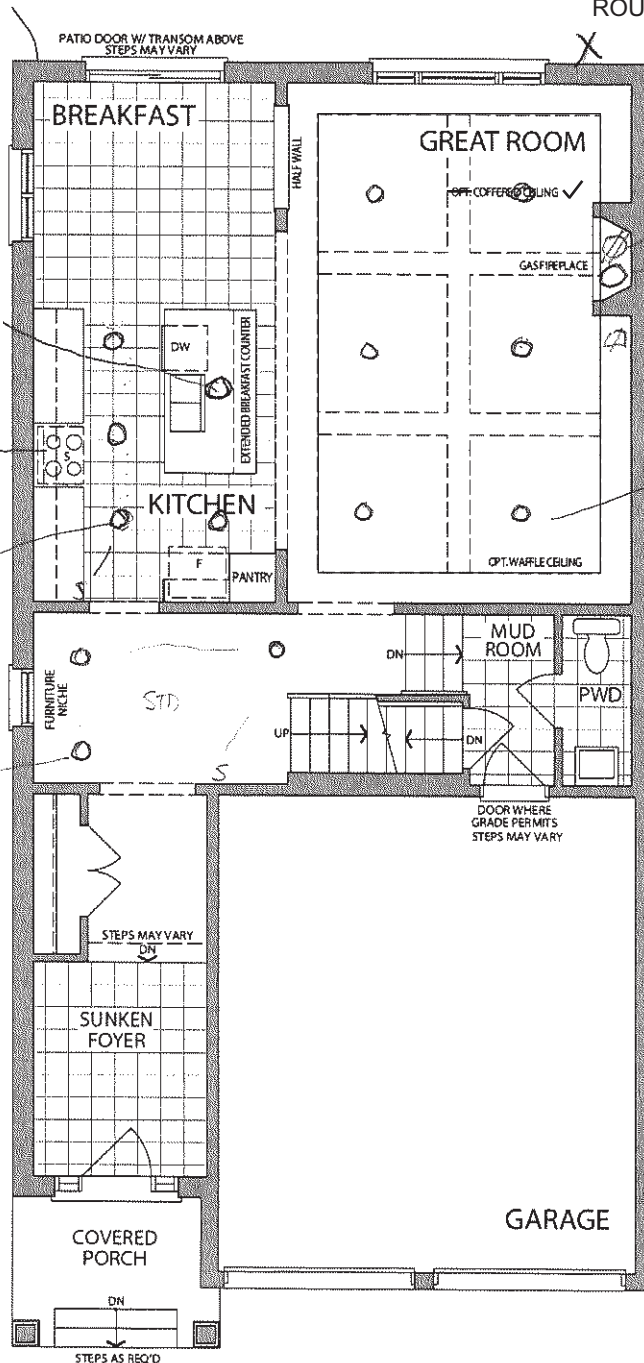 ROU
X
PATIO DOOR W/ TRANSOM ABOVE
STEPS MAY VARY
BREAKFAST
GREAT ROOM
HALF WALL
OPT. COFFERED CEILING ✓
GAS FIREPLACE
DW
EXTENDED BREAKFAST COUNTER
S
KITCHEN
F
PANTRY
S
OPT. WAFFLE CEILING
MUD
ROOM
DN
PWD
FURNITURE
NICHE
STD
S
UP
DN
DOOR WHERE
GRADE PERMITS
STEPS MAY VARY
STEPS MAY VARY
DN
SUNKEN
FOYER
GARAGE
COVERED
PORCH
DN
STEPS AS REQ'D